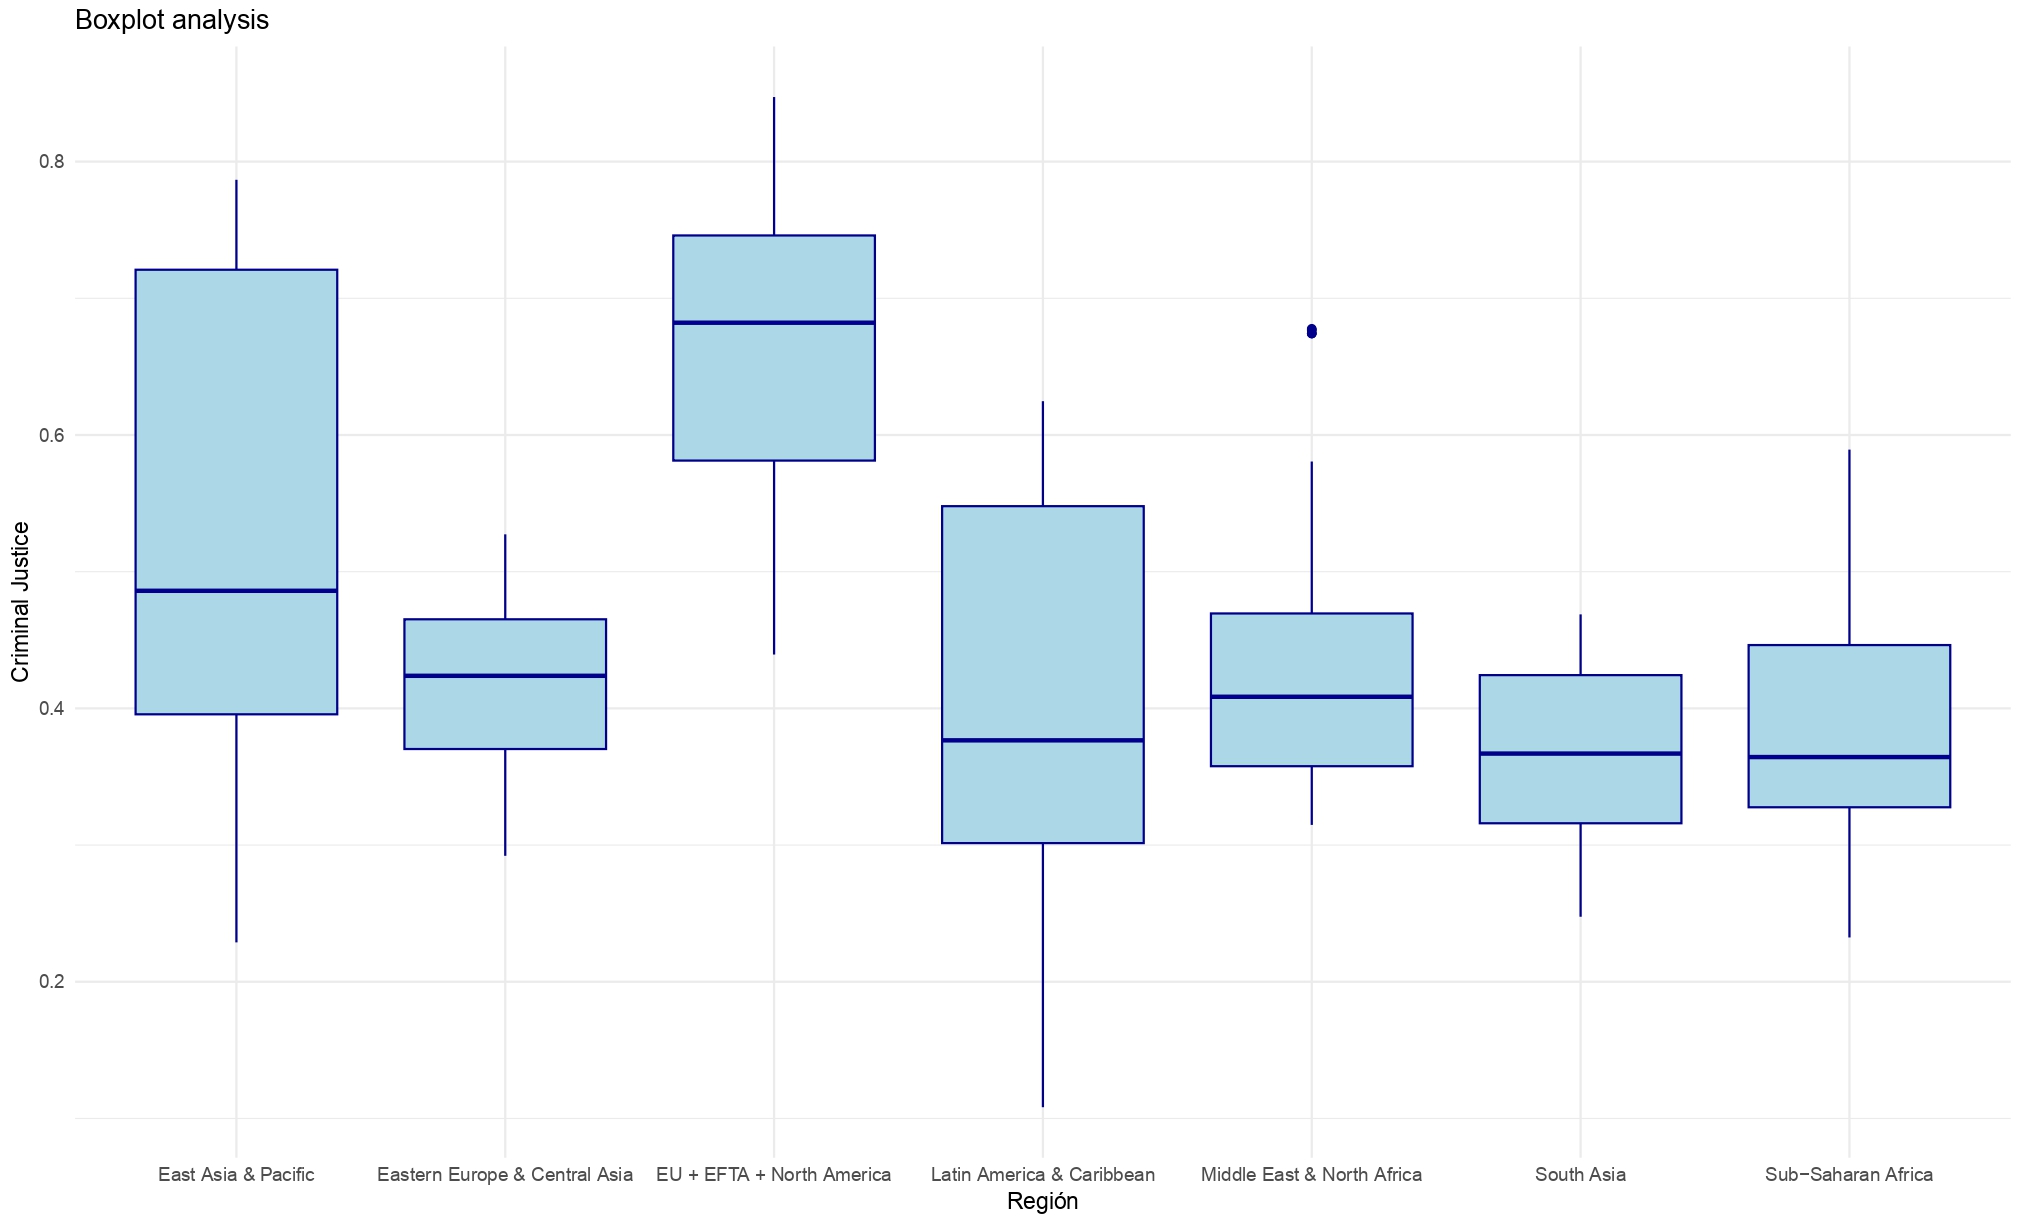 Boxplot analysis
Criminal Justice
0.8
0.6
0.4
0.2
East Asia & Pacific
Eastern Europe & Central Asia
EU + EFTA + North America
Latin America & Caribbean
Middle East & North Africa
South Asia
Sub−Saharan Africa
Región